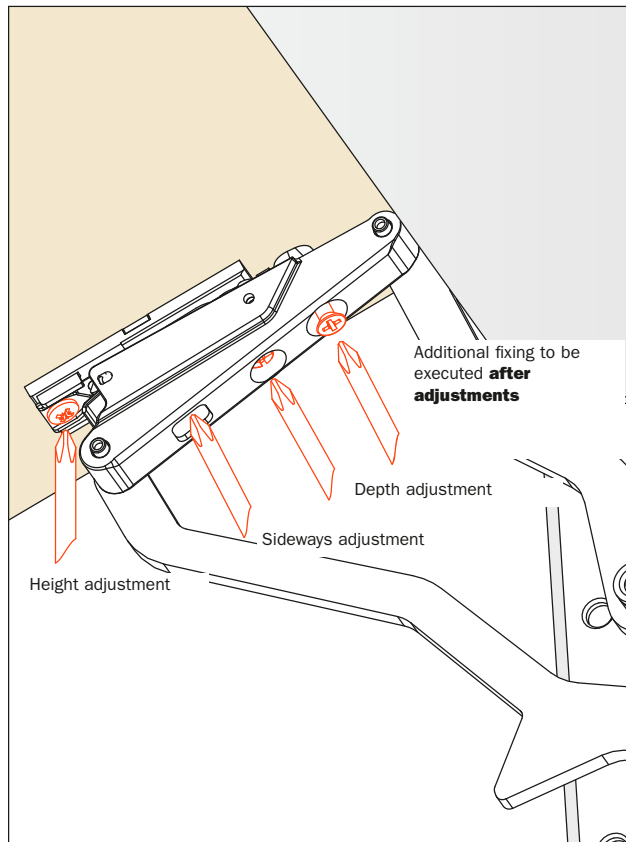 Additional fixing to be
executed after
adjustments
Depth adjustment
Sideways adjustment
Height adjustment